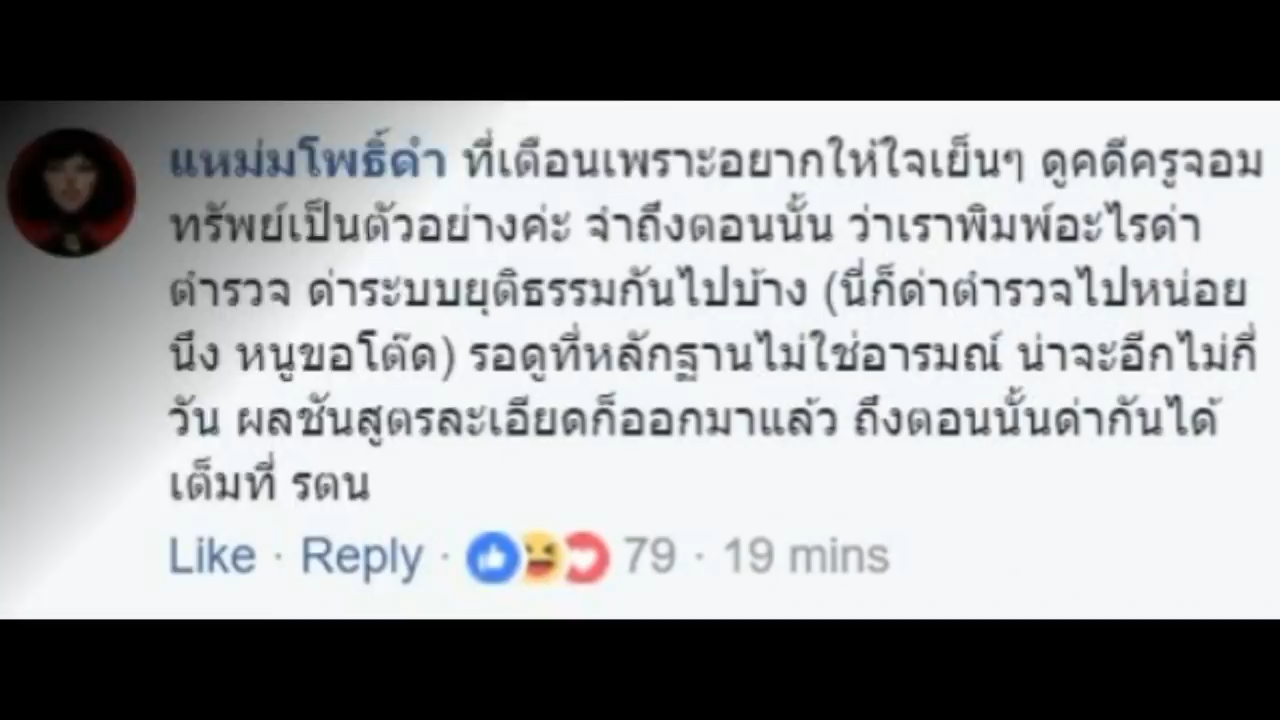 แหม่มโพธิ์ดำ ที่เตือนเพราะอยากให้ใจเย็นๆ ดูคดีครูจอม
ทรัพย์เป็นตัวอย่างค่ะ จำถึงตอนนั้น ว่าเราพิมพ์อะไรด่า
ตำรวจ ด่าระบบยุติธรรมกันไปบ้าง (นี่ก็ด่าตำรวจไปหน่อย
นึง หนูขอโต๊ด) รอดูที่หลักฐานไม่ใช่อารมณ์ น่าจะอีกไม่กี่
วัน ผลชันสูตรละเอียดก็ออกมาแล้ว ถึงตอนนั้นด่ากันได้
เต็มที่ รตน
Like · Reply · 79 · 19 mins